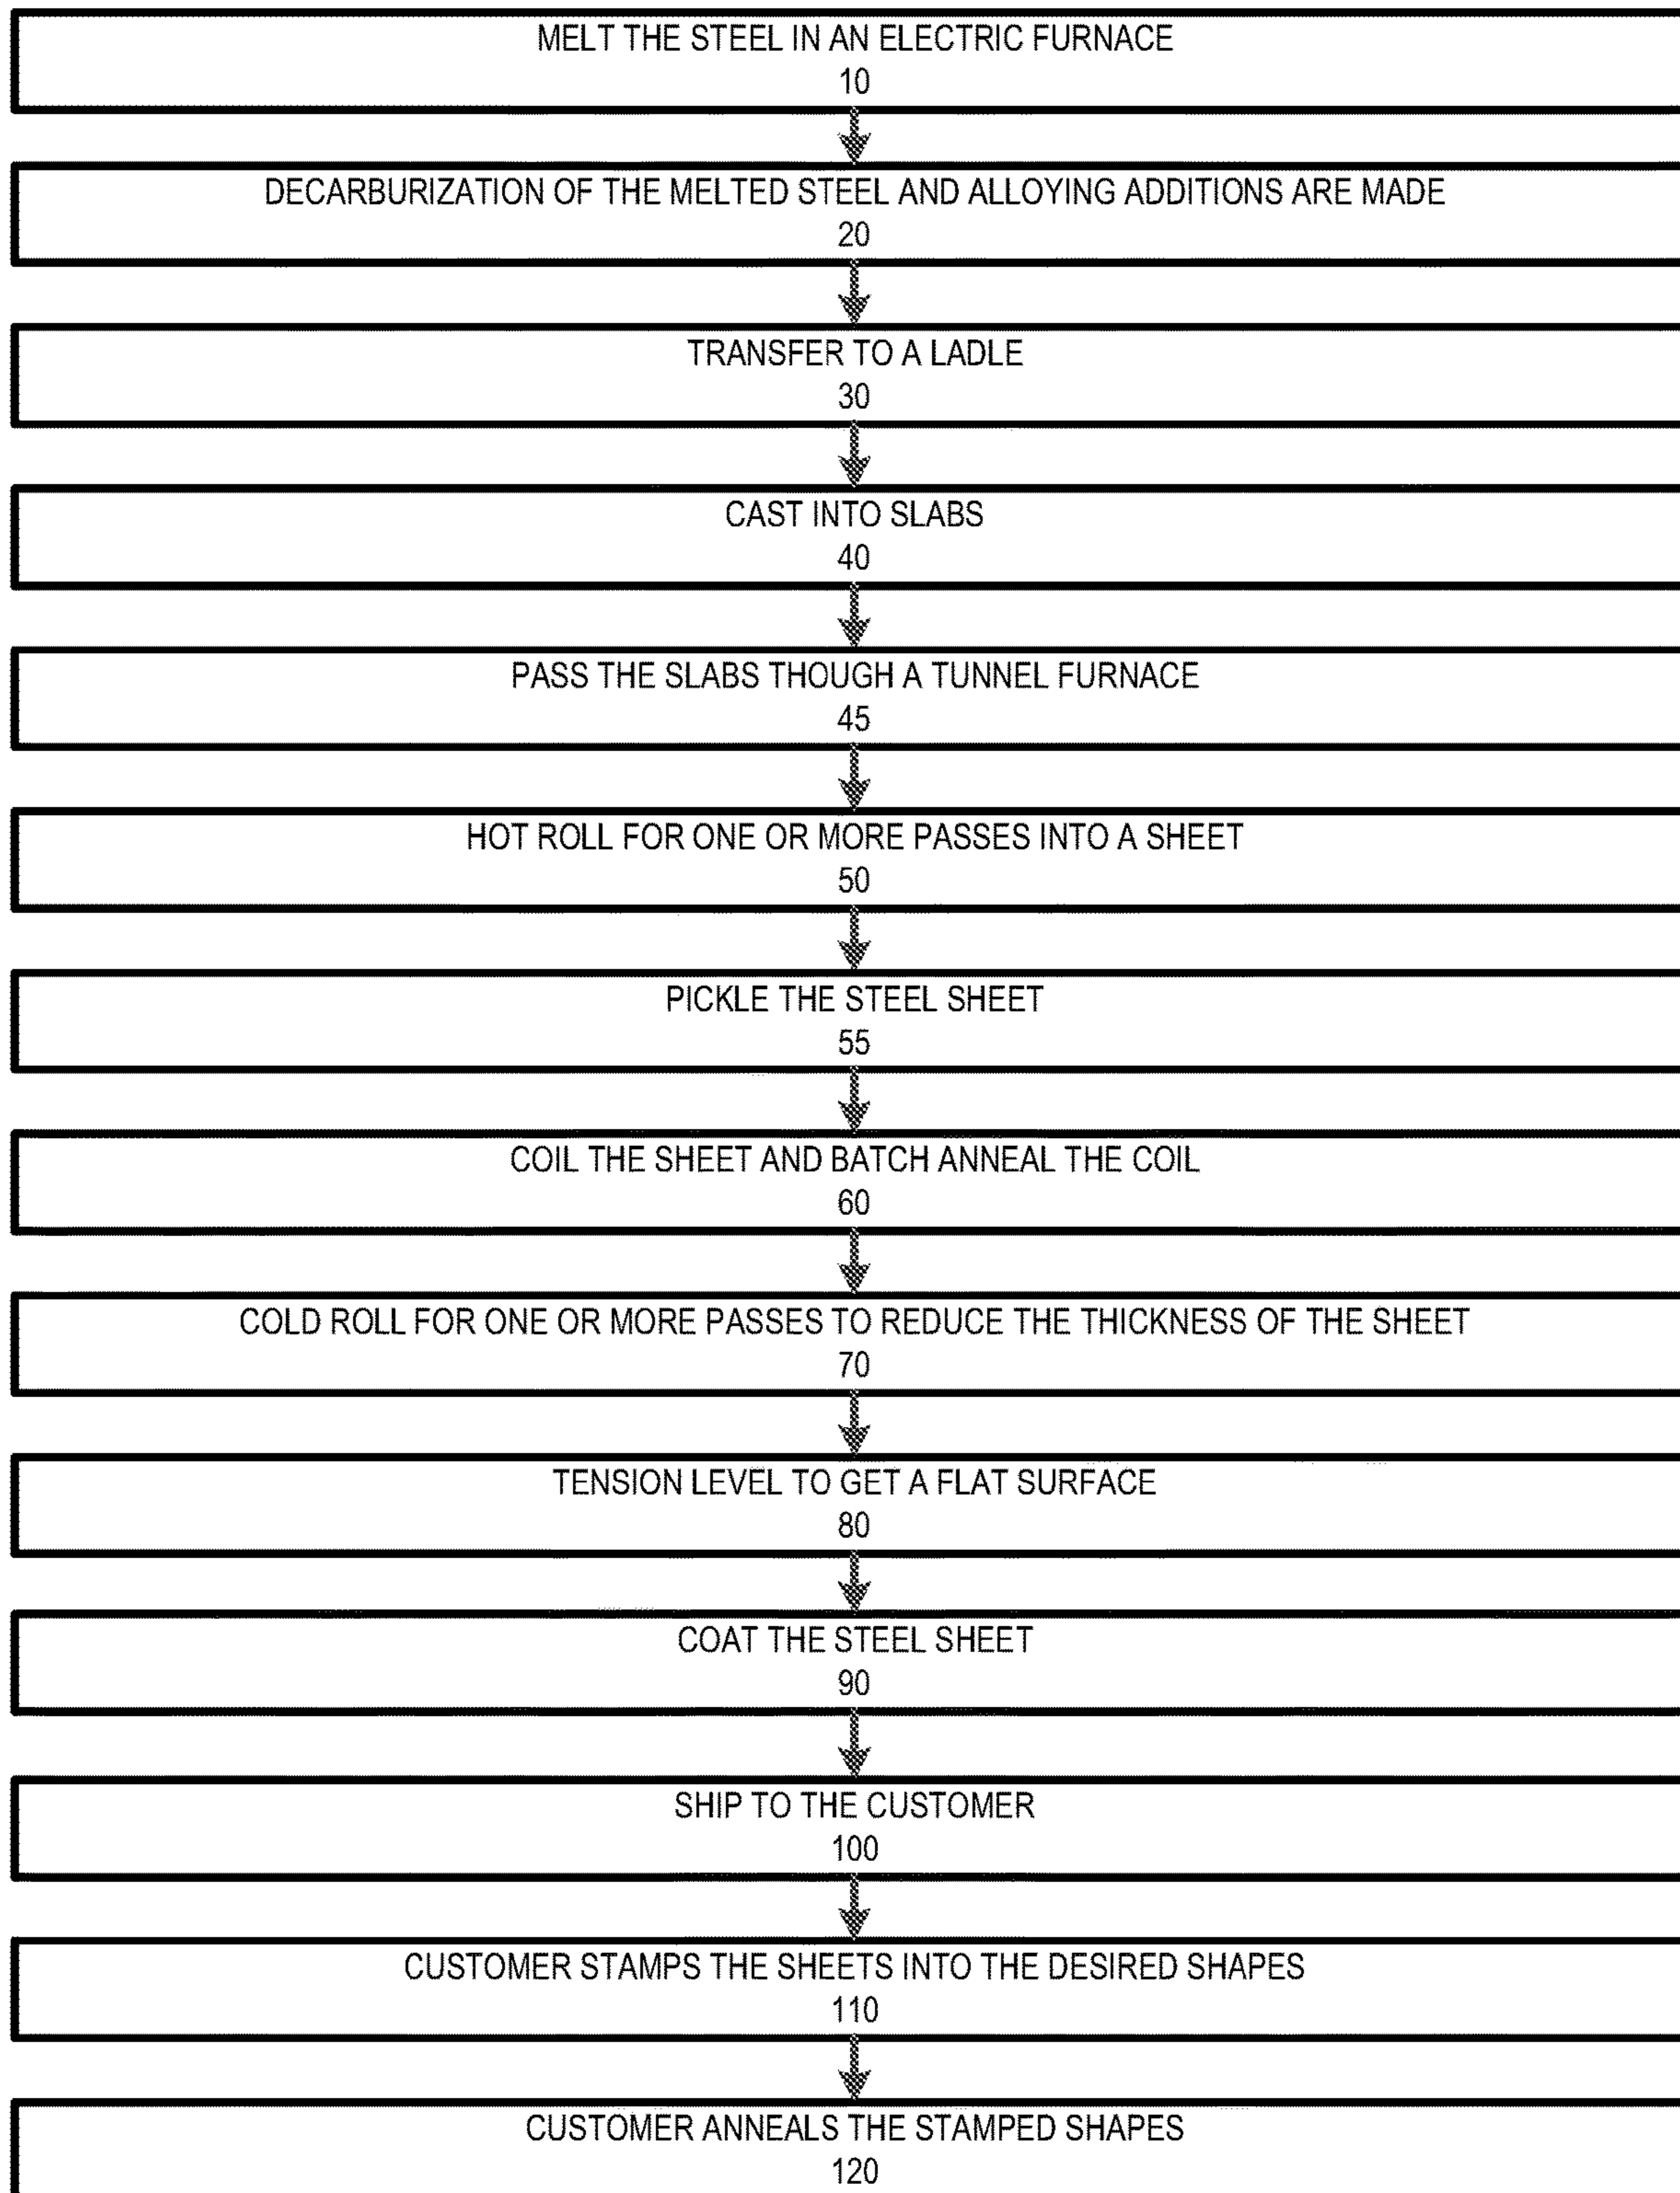 MELT THE STEEL IN AN ELECTRIC FURNACE
10
DECARBURIZATION OF THE MELTED STEEL AND ALLOYING ADDITIONS ARE MADE
20
TRANSFER TO A LADLE
30
CAST INTO SLABS
40
PASS THE SLABS THOUGH A TUNNEL FURNACE
45
HOT ROLL FOR ONE OR MORE PASSES INTO A SHEET
50
PICKLE THE STEEL SHEET
55
COIL THE SHEET AND BATCH ANNEAL THE COIL
60
COLD ROLL FOR ONE OR MORE PASSES TO REDUCE THE THICKNESS OF THE SHEET
70
TENSION LEVEL TO GET A FLAT SURFACE
80
COAT THE STEEL SHEET
90
SHIP TO THE CUSTOMER
100
CUSTOMER STAMPS THE SHEETS INTO THE DESIRED SHAPES
110
CUSTOMER ANNEALS THE STAMPED SHAPES
120